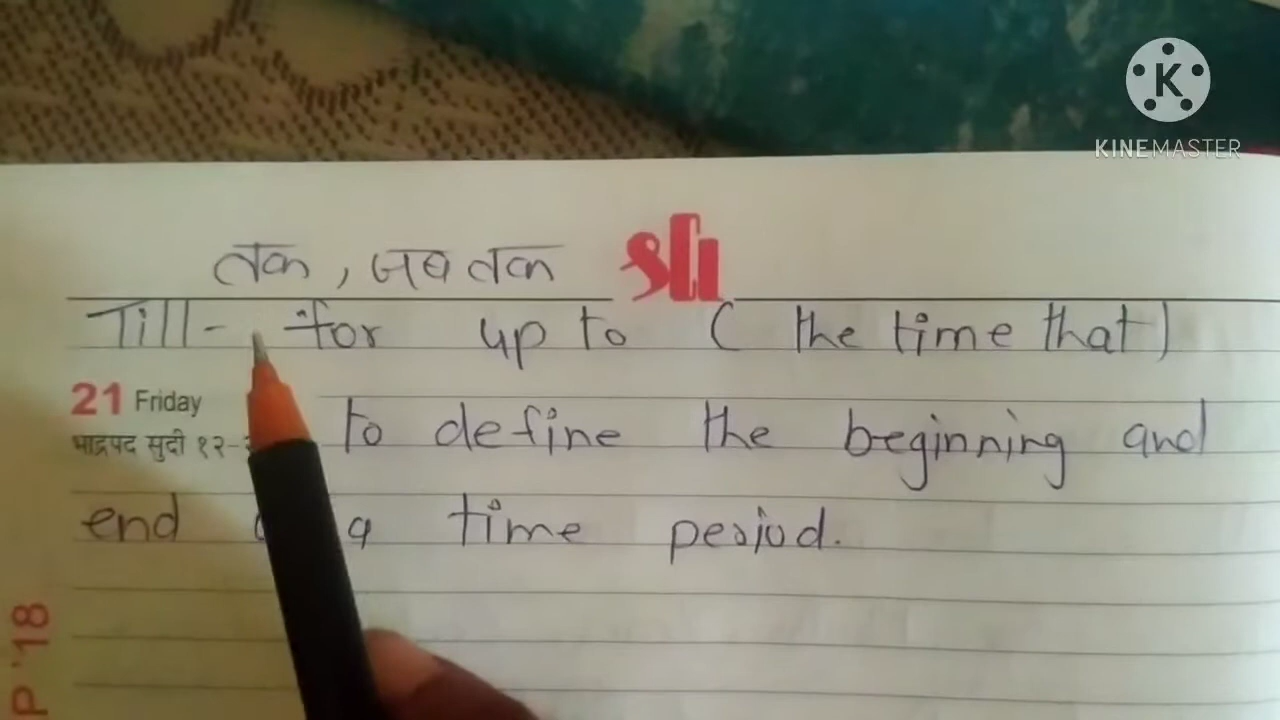 KINEMASTER
तक, जब तक
Till- for up to ( the time that)
21 Friday
भाद्रपद सुदी १२-
to define the beginning and
end a time period.
P '18